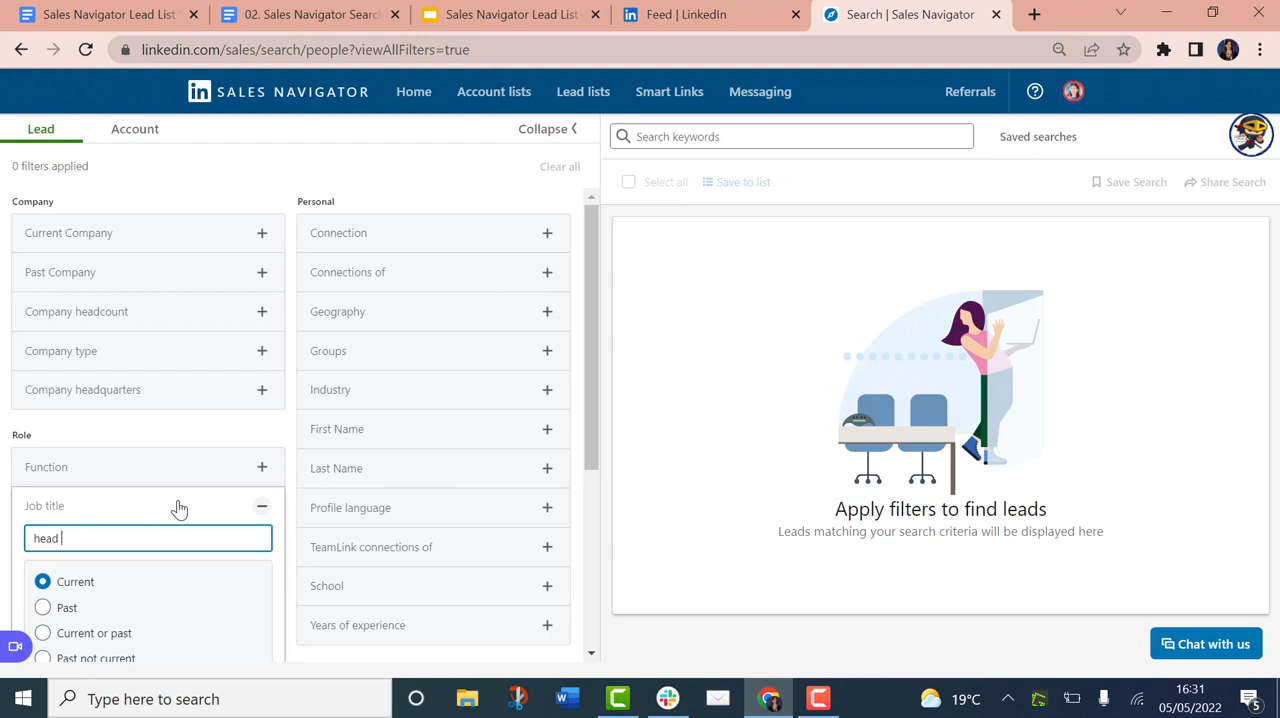 Sales Navigator Lead List
02. Sales Navigator Search
Sales Navigator Lead List
Feed | LinkedIn
Search | Sales Navigator
linkedin.com/sales/search/people?viewAllFilters=true
in SALES NAVIGATOR
Home
Account lists
Lead lists
Smart Links
Messaging
Referrals
Lead
Account
Collapse
Search keywords
Saved searches
0 filters applied
Clear all
Select all
Save to list
Save Search
Share Search
Company
Personal
Current Company
Connection
Past Company
Connections of
Company headcount
Geography
Company type
Groups
Company headquarters
Industry
Role
First Name
Function
Last Name
Job title
Profile language
head
TeamLink connections of
Current
School
Past
Years of experience
Current or past
Past not current
Apply filters to find leads
Leads matching your search criteria will be displayed here
Chat with us
Type here to search
19°C
16:31
05/05/2022
5